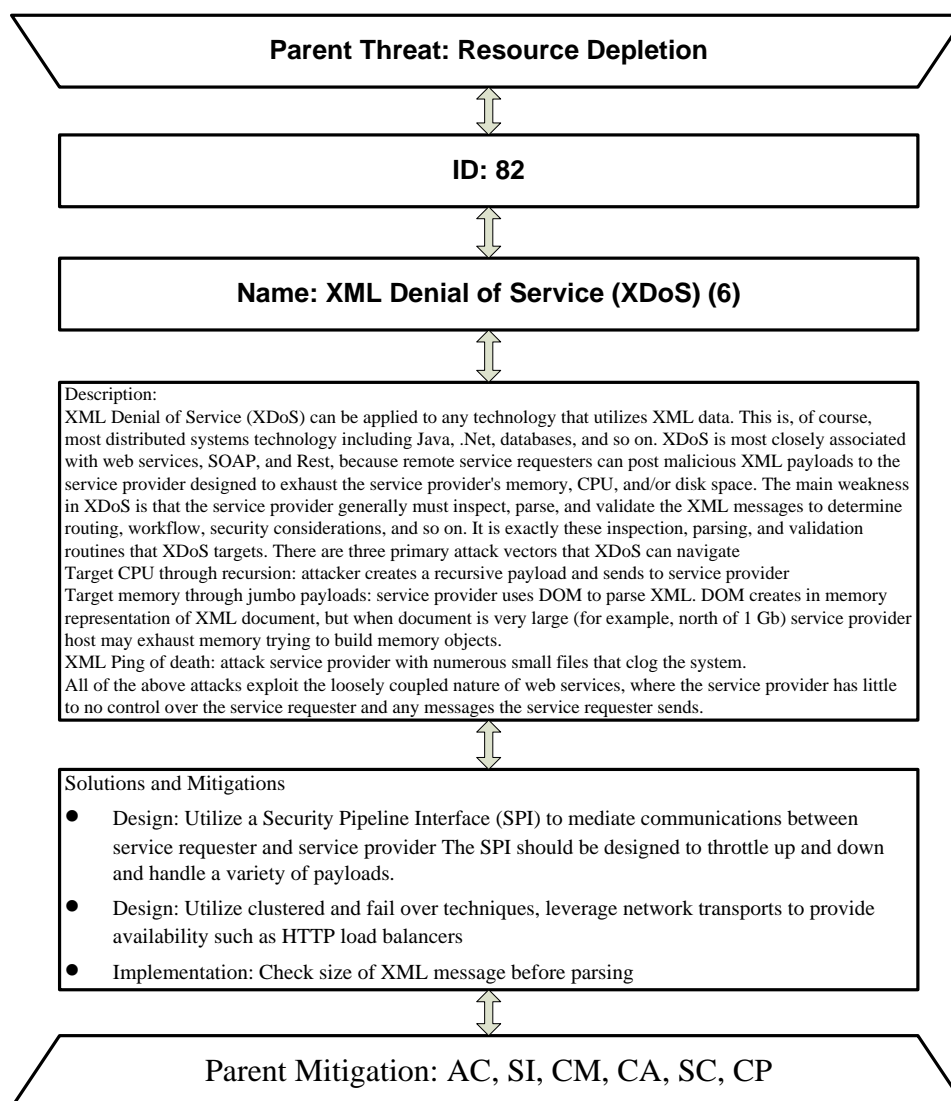 Parent Threat: Resource Depletion
ID: 82
Name: XML Denial of Service (XDoS) (6)
Description:
XML Denial of Service (XDoS) can be applied to any technology that utilizes XML data. This is, of course,
most distributed systems technology including Java, .Net, databases, and so on. XDoS is most closely associated
with web services, SOAP, and Rest, because remote service requesters can post malicious XML payloads to the
service provider designed to exhaust the service provider's memory, CPU, and/or disk space. The main weakness
in XDoS is that the service provider generally must inspect, parse, and validate the XML messages to determine
routing, workflow, security considerations, and so on. It is exactly these inspection, parsing, and validation
routines that XDoS targets. There are three primary attack vectors that XDoS can navigate
Target CPU through recursion: attacker creates a recursive payload and sends to service provider
Target memory through jumbo payloads: service provider uses DOM to parse XML. DOM creates in memory
representation of XML document, but when document is very large (for example, north of 1 Gb) service provider
host may exhaust memory trying to build memory objects.
XML Ping of death: attack service provider with numerous small files that clog the system.
All of the above attacks exploit the loosely coupled nature of web services, where the service provider has little
to no control over the service requester and any messages the service requester sends.
Solutions and Mitigations
● Design: Utilize a Security Pipeline Interface (SPI) to mediate communications between
service requester and service provider The SPI should be designed to throttle up and down
and handle a variety of payloads.
● Design: Utilize clustered and fail over techniques, leverage network transports to provide
availability such as HTTP load balancers
● Implementation: Check size of XML message before parsing
Parent Mitigation: AC, SI, CM, CA, SC, CP